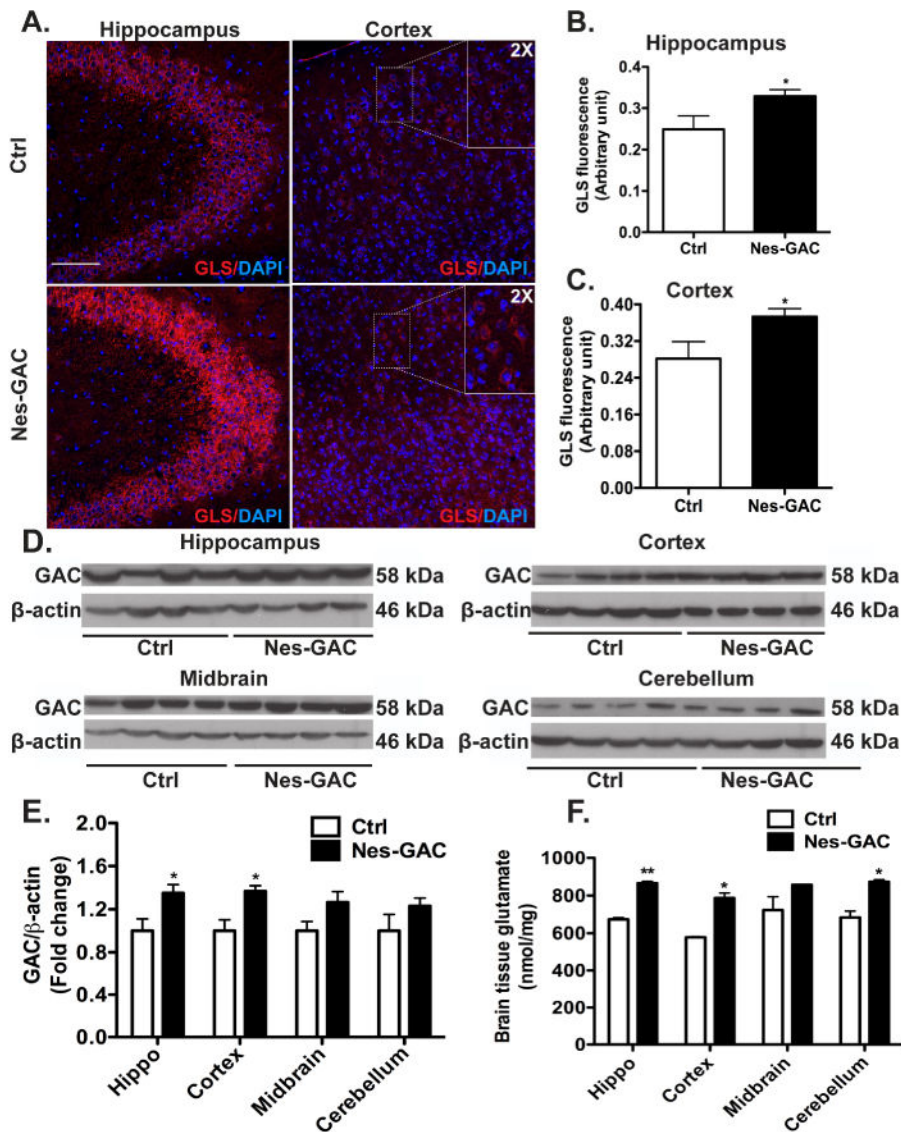 A.
Hippocampus
Cortex
Ctrl
GLS/DAPI
2X
GLS/DAPI
Nes-GAC
GLS/DAPI
2X
GLS/DAPI
B.
Hippocampus
GLS fluorescence
(Arbitrary unit)
0.4
0.3
0.2
0.1
0.0
*
Ctrl
Nes-GAC
C.
Cortex
GLS fluorescence
(Arbitrary unit)
0.40
0.32
0.24
0.16
0.08
0.00
*
Ctrl
Nes-GAC
D.
Hippocampus
GAC
58 kDa
β-actin
46 kDa
Ctrl
Nes-GAC
Cortex
GAC
58 kDa
β-actin
46 kDa
Ctrl
Nes-GAC
Midbrain
GAC
58 kDa
β-actin
46 kDa
Ctrl
Nes-GAC
Cerebellum
GAC
58 kDa
β-actin
46 kDa
Ctrl
Nes-GAC
E.
Ctrl
Nes-GAC
GAC/β-actin
(Fold change)
2.0
1.6
1.2
0.8
0.4
0.0
*
*
Hippo
Cortex
Midbrain
Cerebellum
F.
Ctrl
Nes-GAC
Brain tissue glutamate
(nmol/mg)
1000
800
600
400
200
0
**
*
*
Hippo
Cortex
Midbrain
Cerebellum